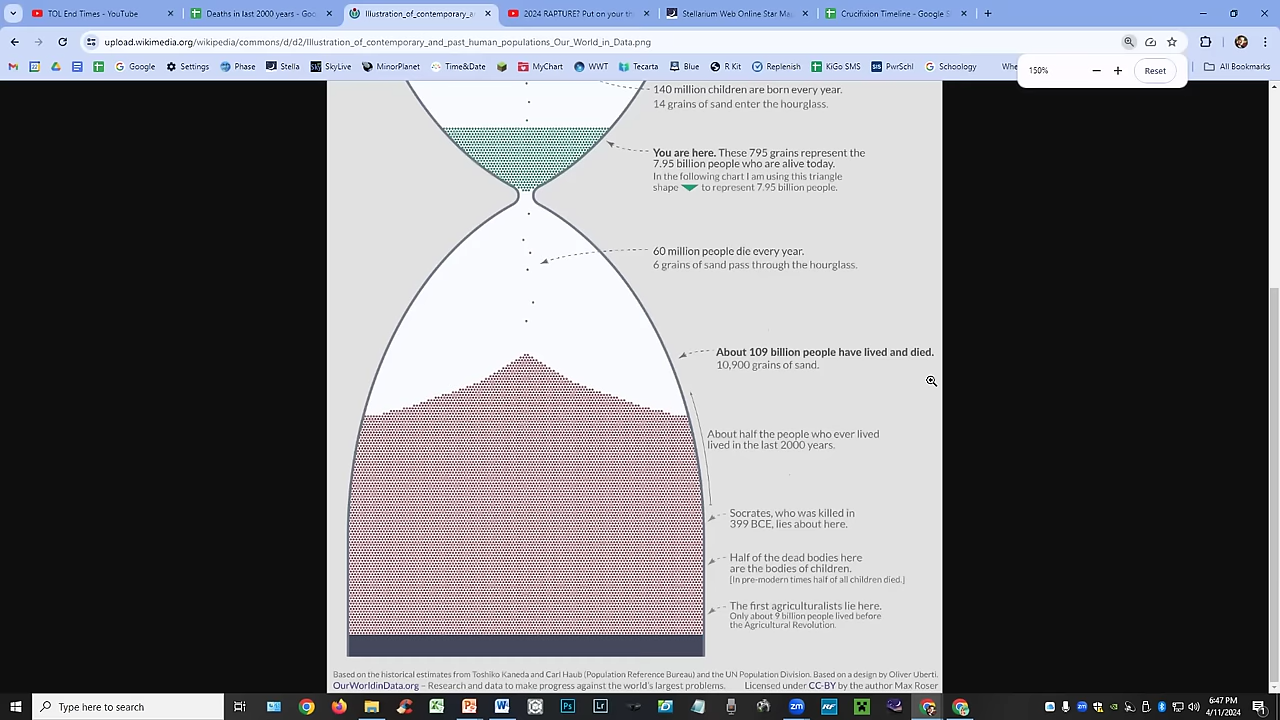 TOL End Times - YouTube
Deaths in last 2000 years - Goo
Illustration_of_contemporary_a
2024 RAPTURE? Put on your th
Stellarium Web Online Star Ma
Crucifixion Timeline - Google S
upload.wikimedia.org/wikipedia/commons/d/d2/Illustration_of_contemporary_and_past_human_populations_Our_World_in_Data.png
Google Settings Phase Stella SkyLive MinorPlanet Time&Date MyChart WWT Tecarta Blue R Kit Replenish KiGo SMS PwrSchl Schoology Whe All Bookmarks
150% Reset
140 million children are born every year.
14 grains of sand enter the hourglass.
You are here. These 795 grains represent the
7.95 billion people who are alive today.
In the following chart I am using this triangle
shape to represent 7.95 billion people.
60 million people die every year.
6 grains of sand pass through the hourglass.
About 109 billion people have lived and died.
10,900 grains of sand.
About half the people who ever lived
lived in the last 2000 years.
Socrates, who was killed in
399 BCE, lies about here.
Half of the dead bodies here
are the bodies of children.
[In pre-modern times half of all children died.]
The first agriculturalists lie here.
Only about 9 billion people lived before
the Agricultural Revolution.
Based on the historical estimates from Toshiko Kaneda and Carl Haub (Population Reference Bureau) and the UN Population Division. Based on a design by Oliver Uberti.
OurWorldinData.org – Research and data to make progress against the world's largest problems. Licensed under CC-BY by the author Max Roser
Type here to search
6:47 PM
4/11/2024